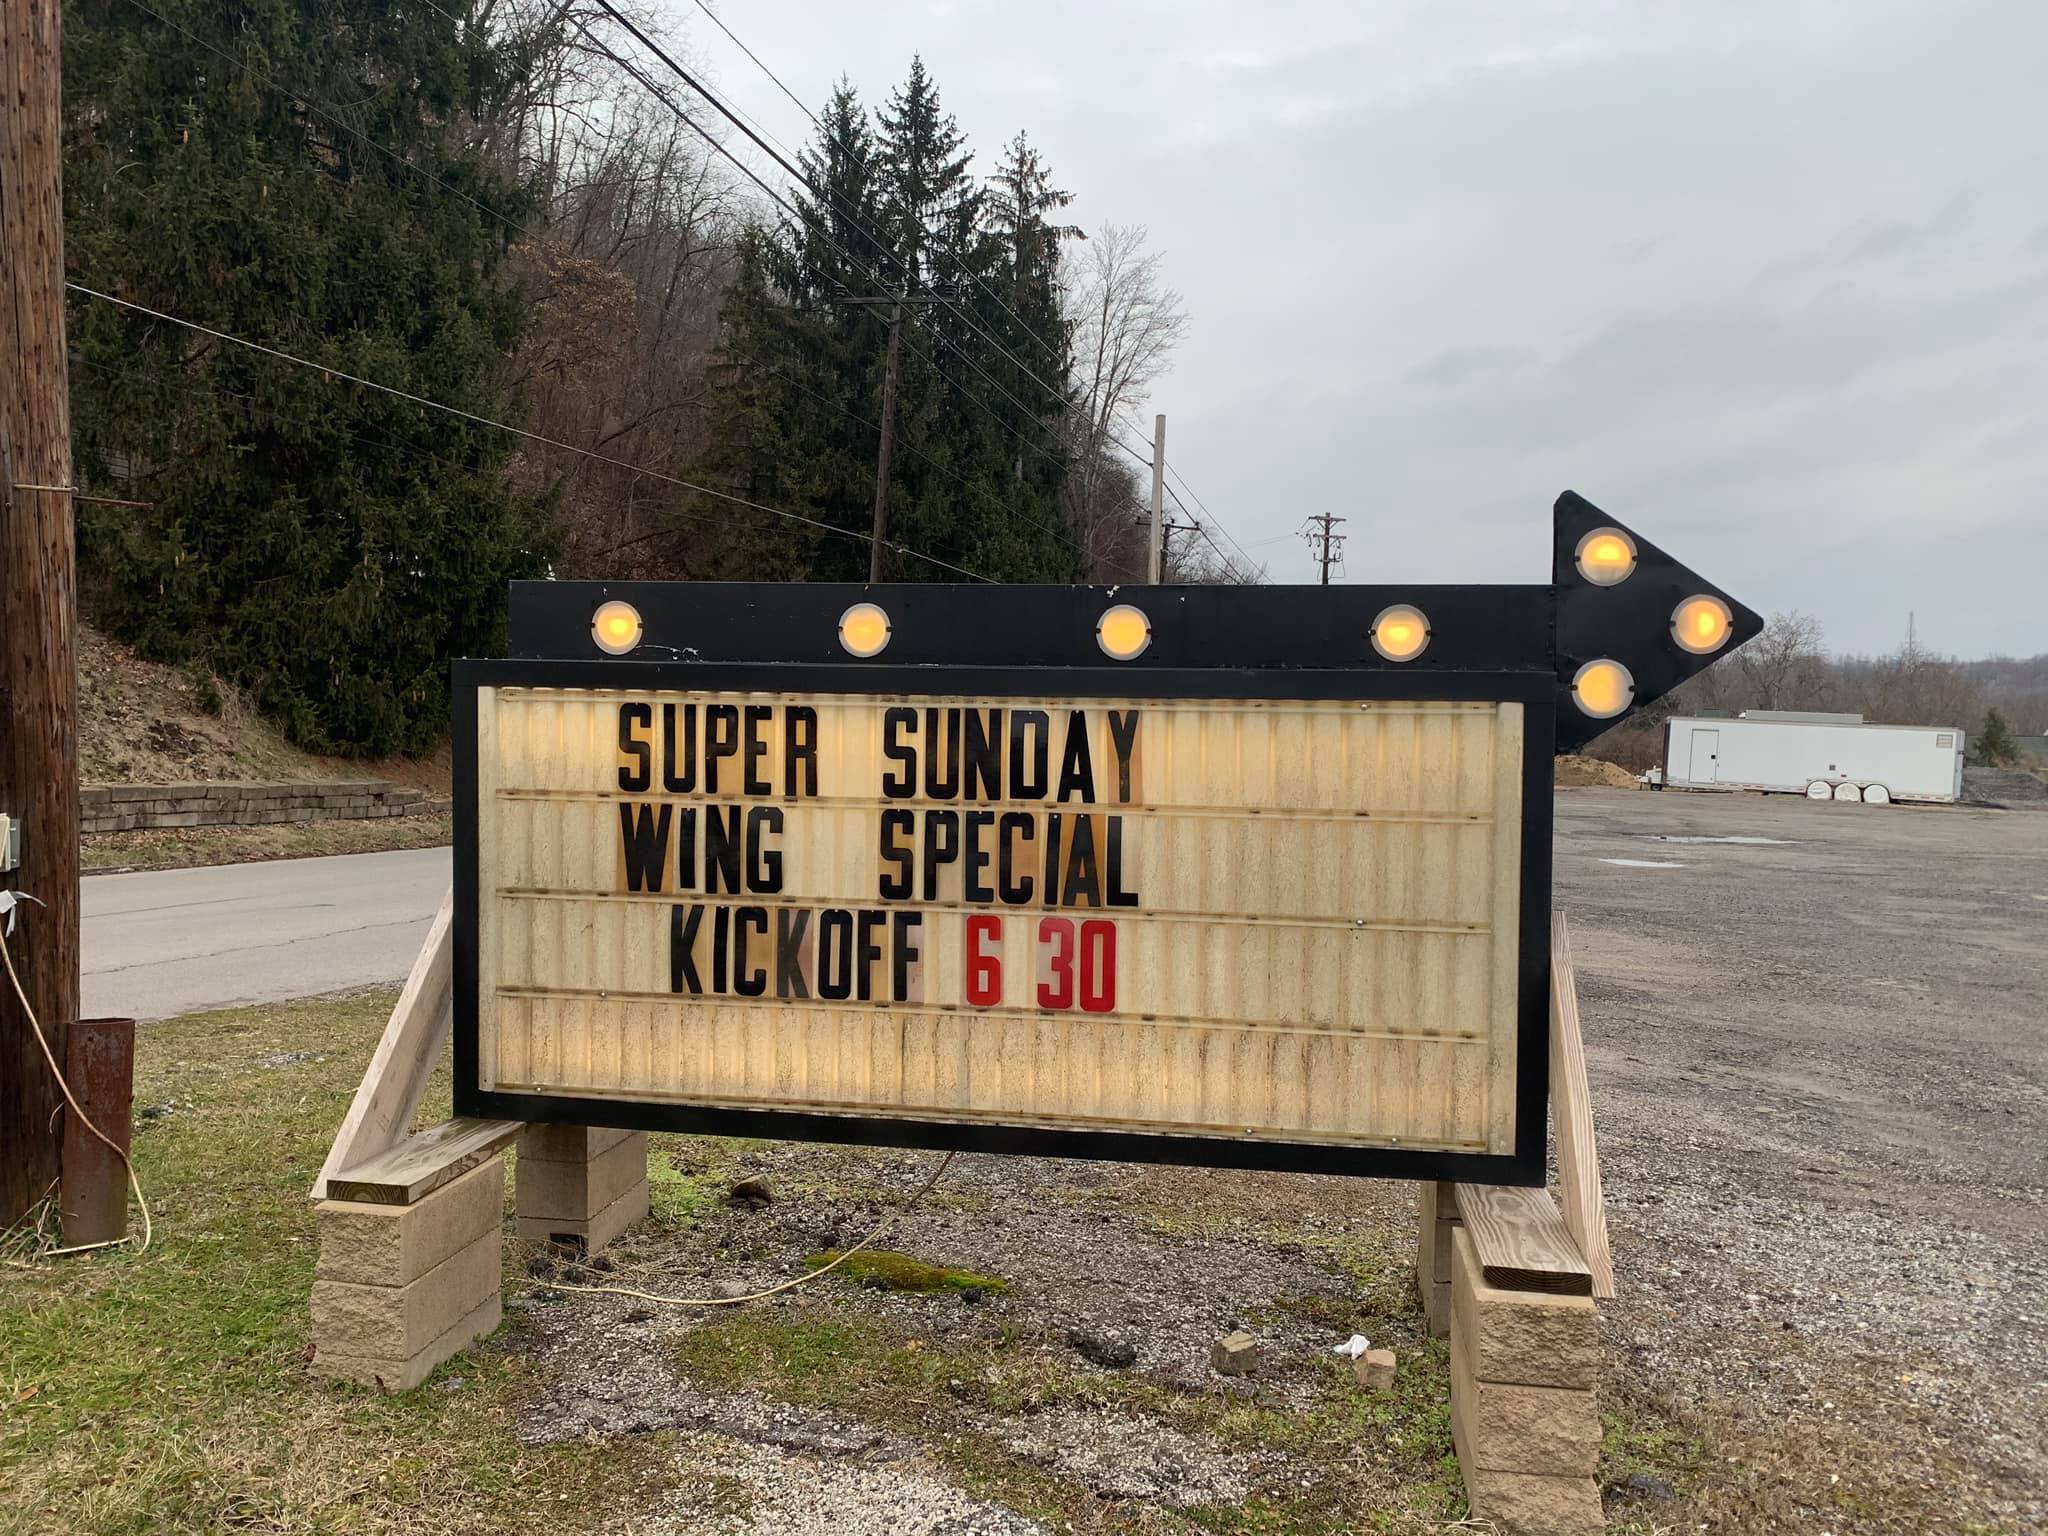 SUPER SUNDAY
WING SPECIAL
KICKOFF 6 30